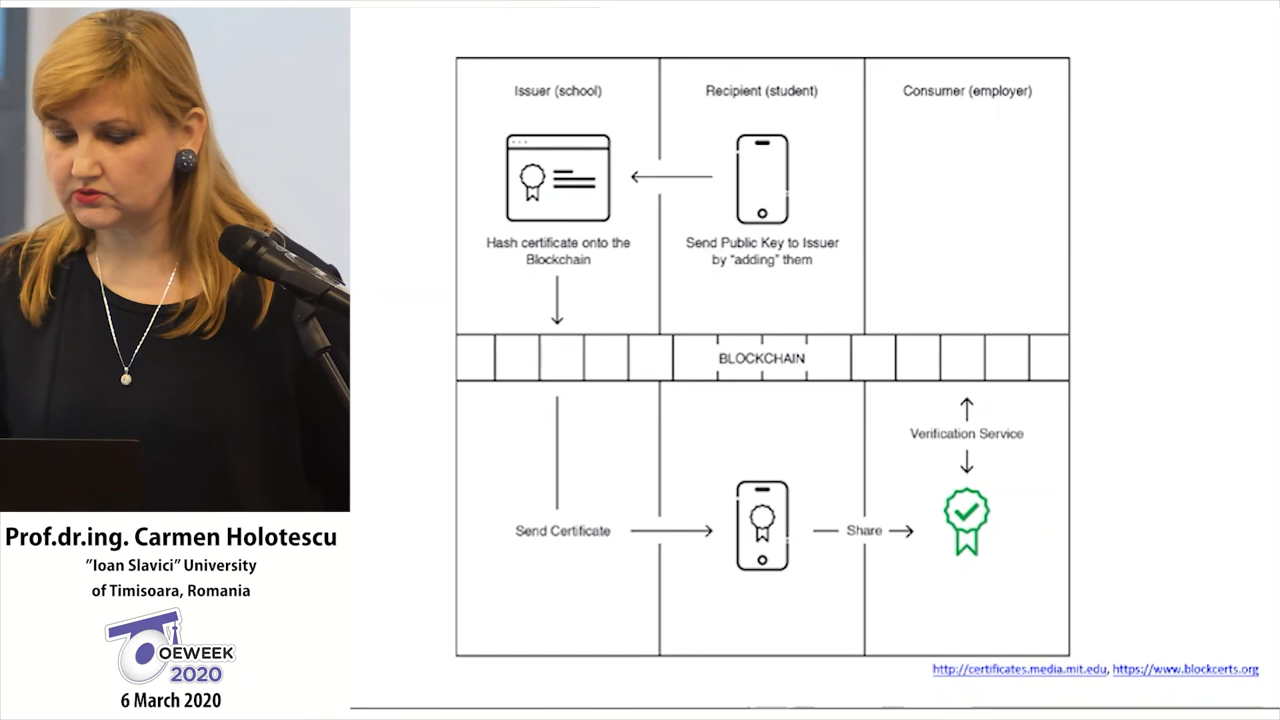 Issuer (school)
Recipient (student)
Consumer (employer)
Hash certificate onto the
Blockchain
Send Public Key to Issuer
by “adding” them
BLOCKCHAIN
Verification Service
Send Certificate
Share
http://certificates.media.mit.edu, https://www.blockcerts.org
Prof.dr.ing. Carmen Holotescu
”Ioan Slavici” University
of Timisoara, Romania
OEWEEK
2020
6 March 2020